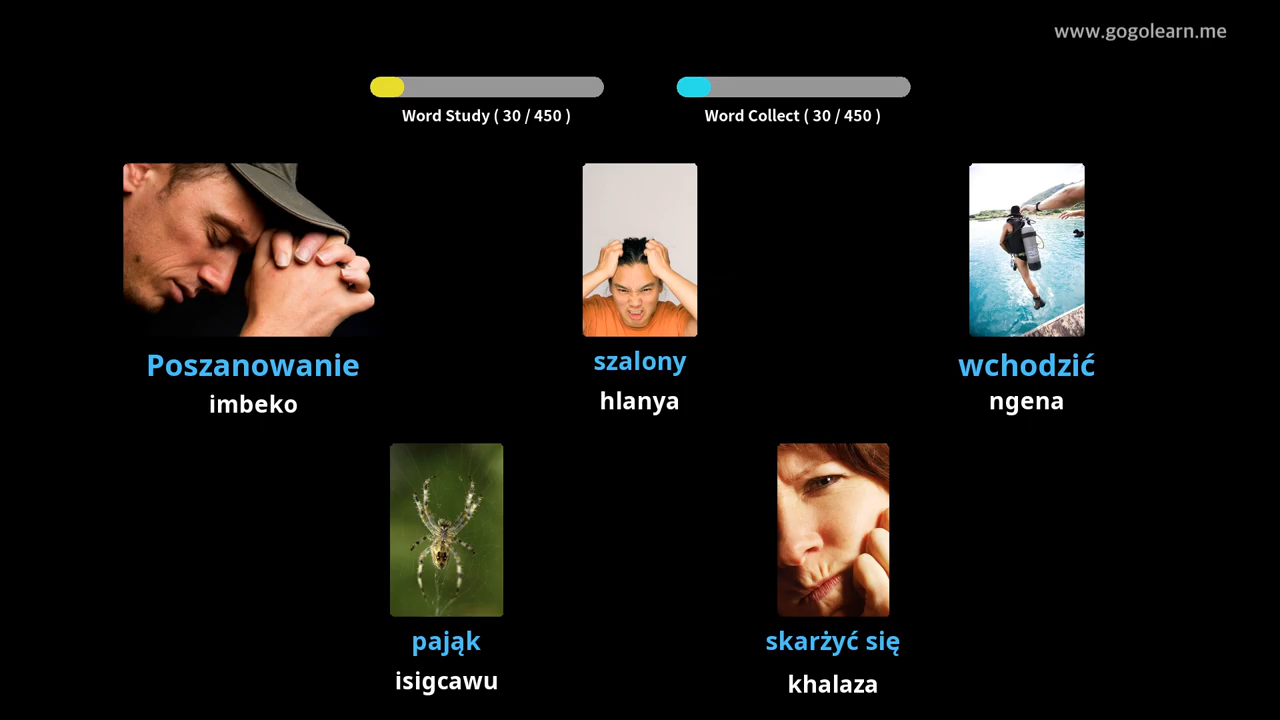 www.gogolearn.me
Word Study ( 30 / 450 )
Word Collect ( 30 / 450 )
Poszanowanie
imbeko
szalony
hlanya
wchodzić
ngena
pająk
isigcawu
skarżyć się
khalaza